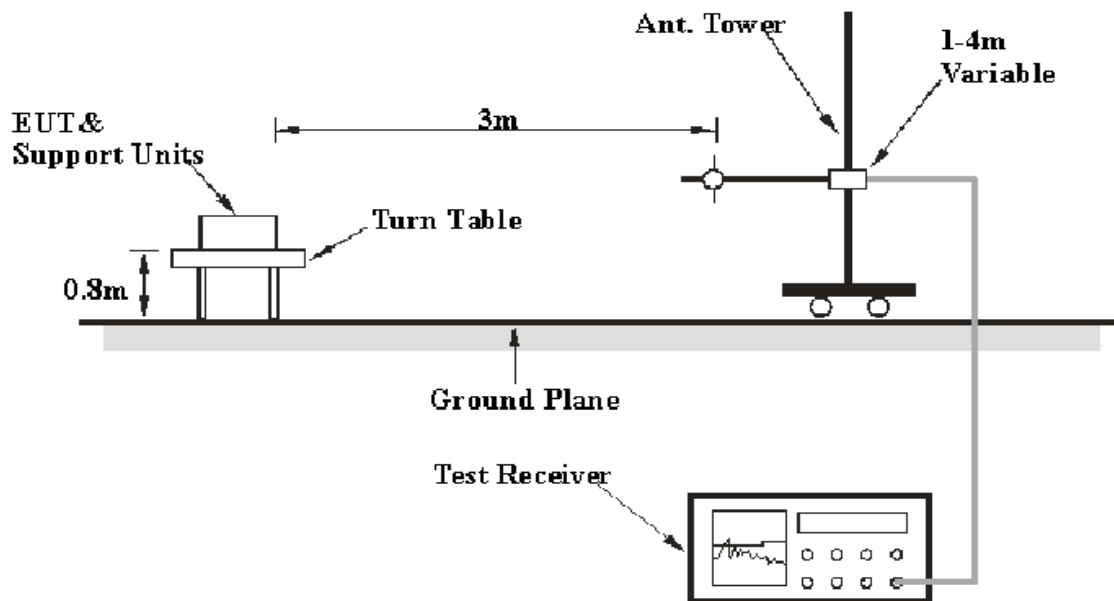 Ant. Tower
1-4m
Variable
3m
EUT&
Support Units
Turn Table
0.8m
Ground Plane
Test Receiver